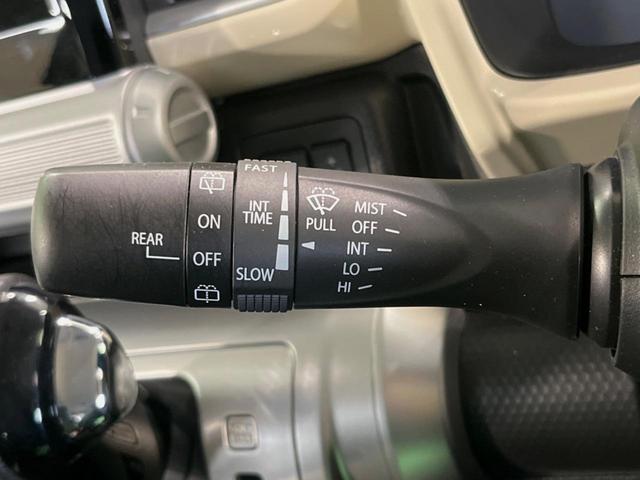 REAR
ON
OFF
FAST
INT
TIME
SLOW
PULL
MIST
OFF
INT
LO
HI